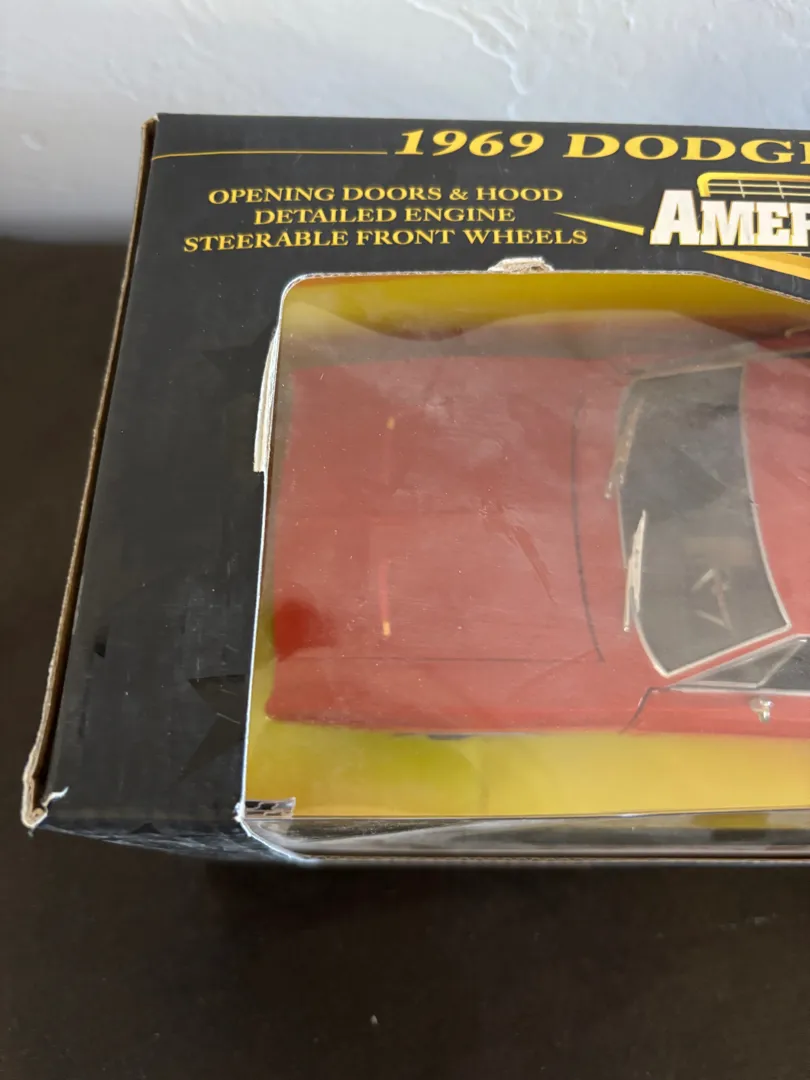 1969 DODG
OPENING DOORS & HOOD
DETAILED ENGINE
STEERABLE FRONT WHEELS
AMER